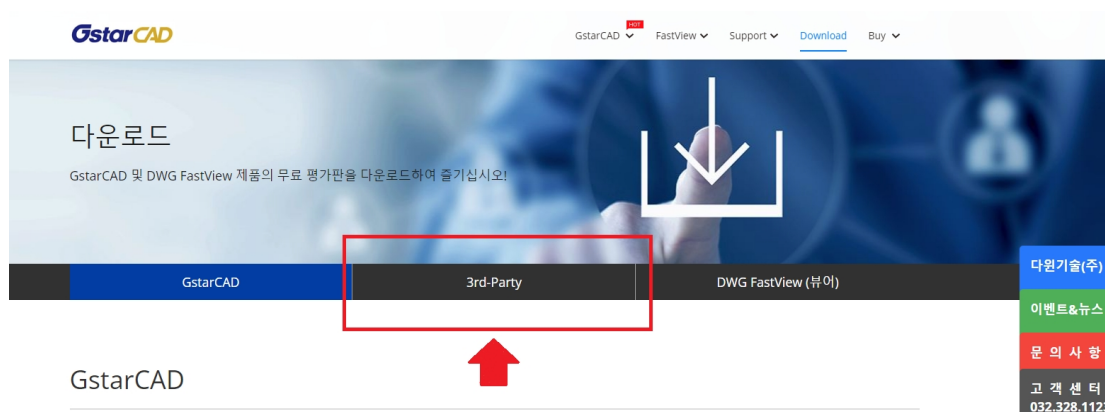 GstarCAD
HOT
GstarCAD FastView Support Download Buy
다운로드
GstarCAD 및 DWG FastView 제품의 무료 평가판을 다운로드하여 즐기십시오!
GstarCAD 3rd-Party DWG FastView (뷰어)
다윈기술(주)
이벤트&뉴스
문 의 사 항
고 객 센 터
GstarCAD